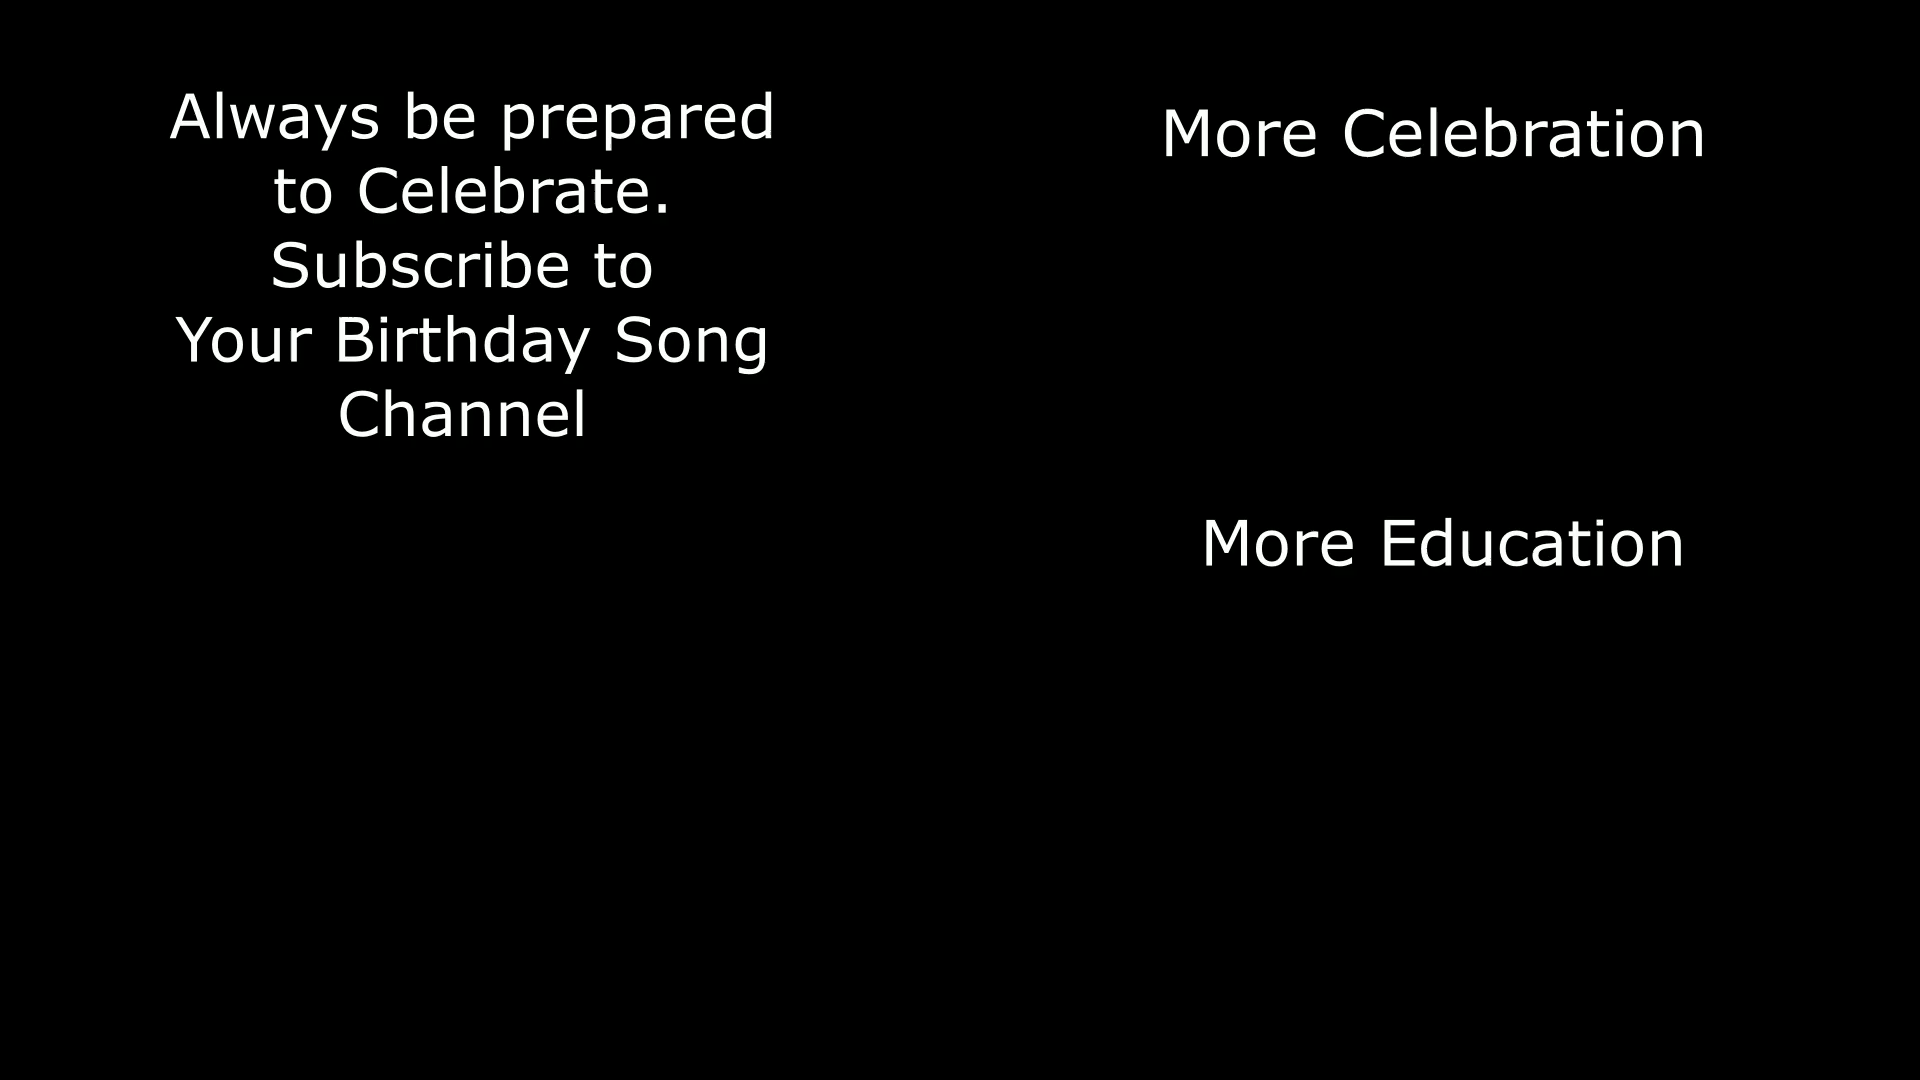 Always be prepared
to Celebrate.
Subscribe to
Your Birthday Song
Channel
More Celebration
More Education